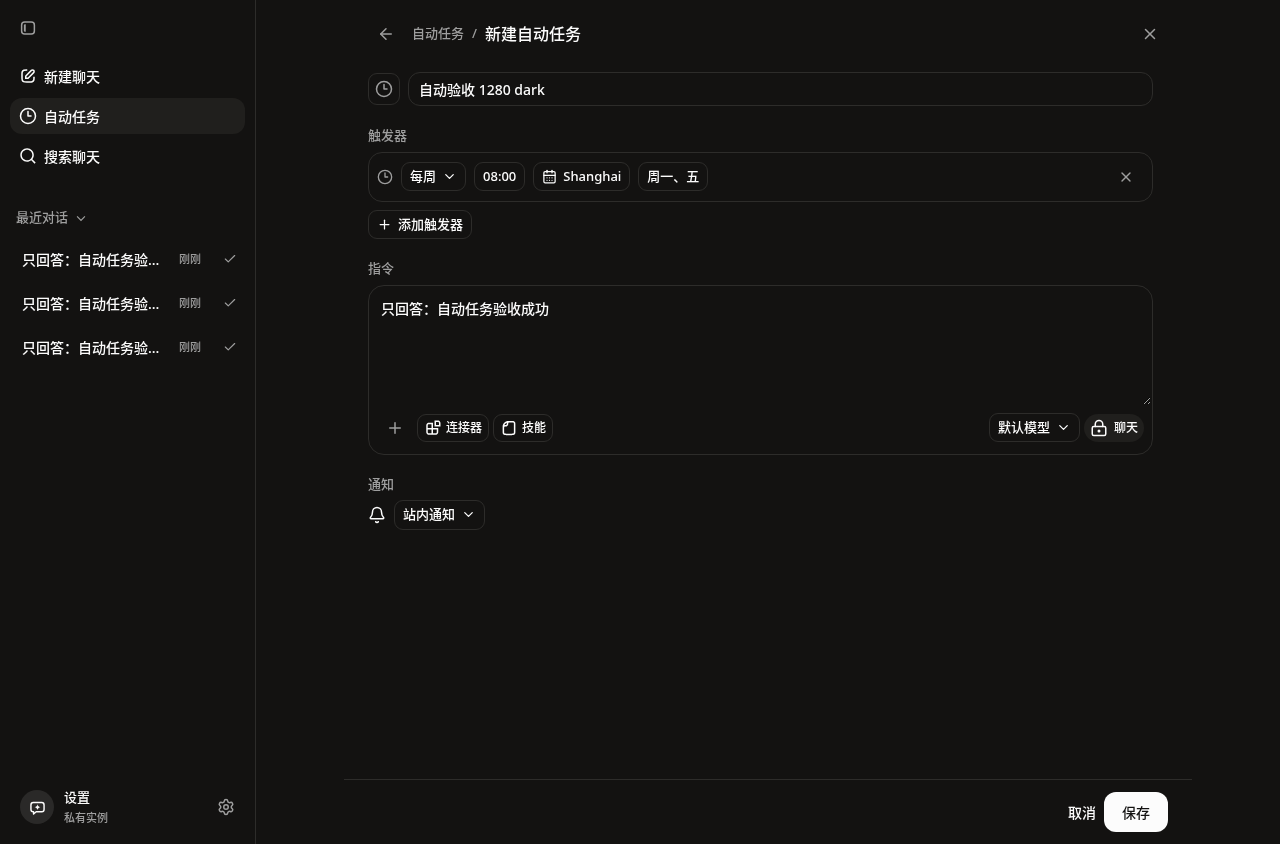 新建聊天
自动任务
搜索聊天
最近对话
只回答：自动任务验... 刚刚
只回答：自动任务验... 刚刚
只回答：自动任务验... 刚刚
设置
私有实例
自动任务 / 新建自动任务
自动验收 1280 dark
触发器
每周 08:00 Shanghai 周一、五
添加触发器
指令
只回答：自动任务验收成功
连接器 技能 默认模型 聊天
通知
站内通知
取消 保存